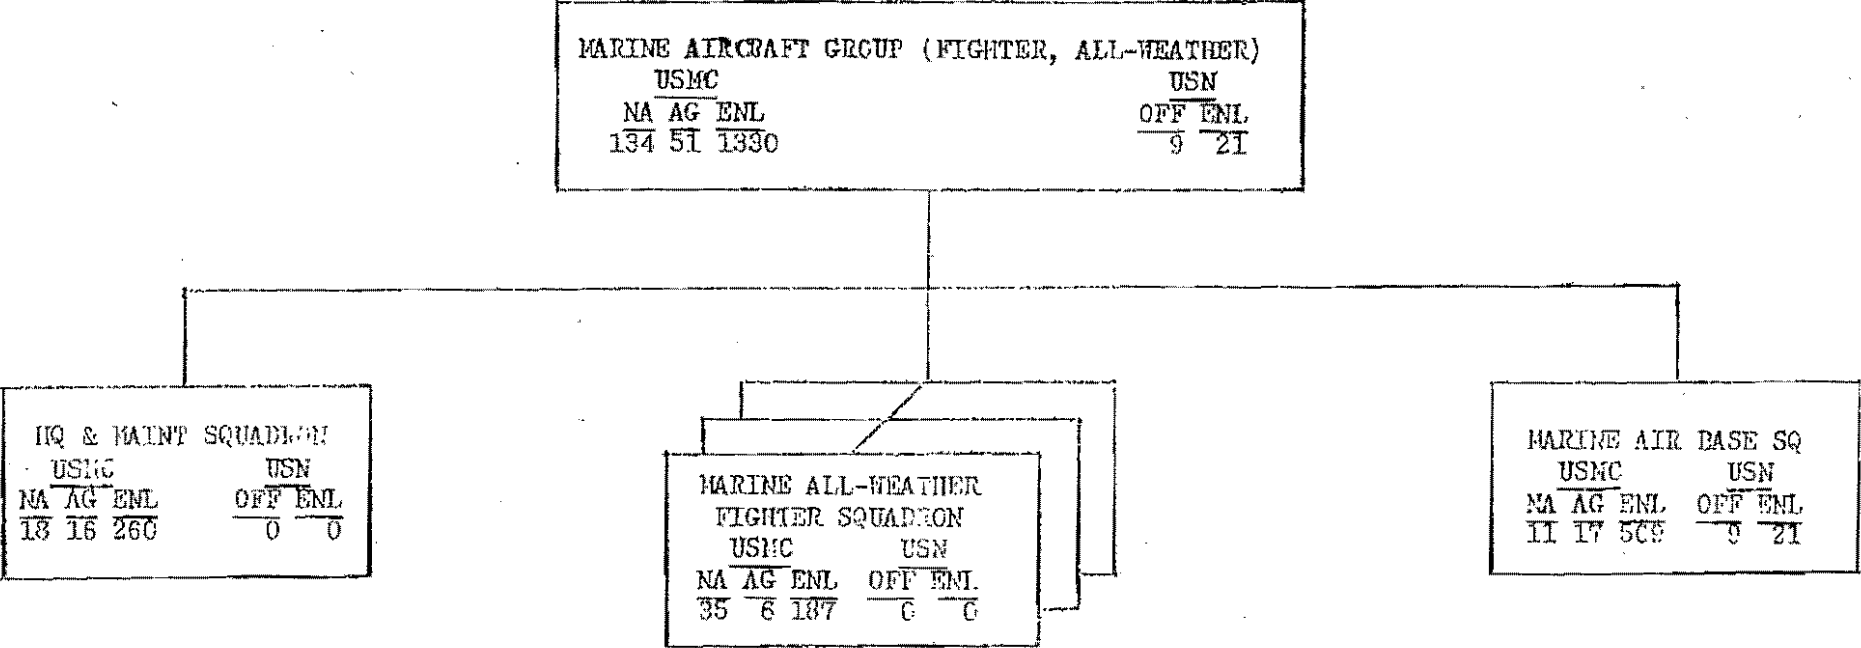 MARINE AIRCRAFT GROUP (FIGHTER, ALL-WEATHER)
USMC USN
NA AG ENL OFF ENL
134 51 1330 9 21
HQ & MAINT SQUADRON
USMC USN
NA AG ENL OFF ENL
18 16 260 0 0
MARINE ALL-WEATHER
FIGHTER SQUADRON
USMC USN
NA AG ENL OFF ENL
35 6 187 0 0
MARINE AIR BASE SQ
USMC USN
NA AG ENL OFF ENL
11 17 509 9 21